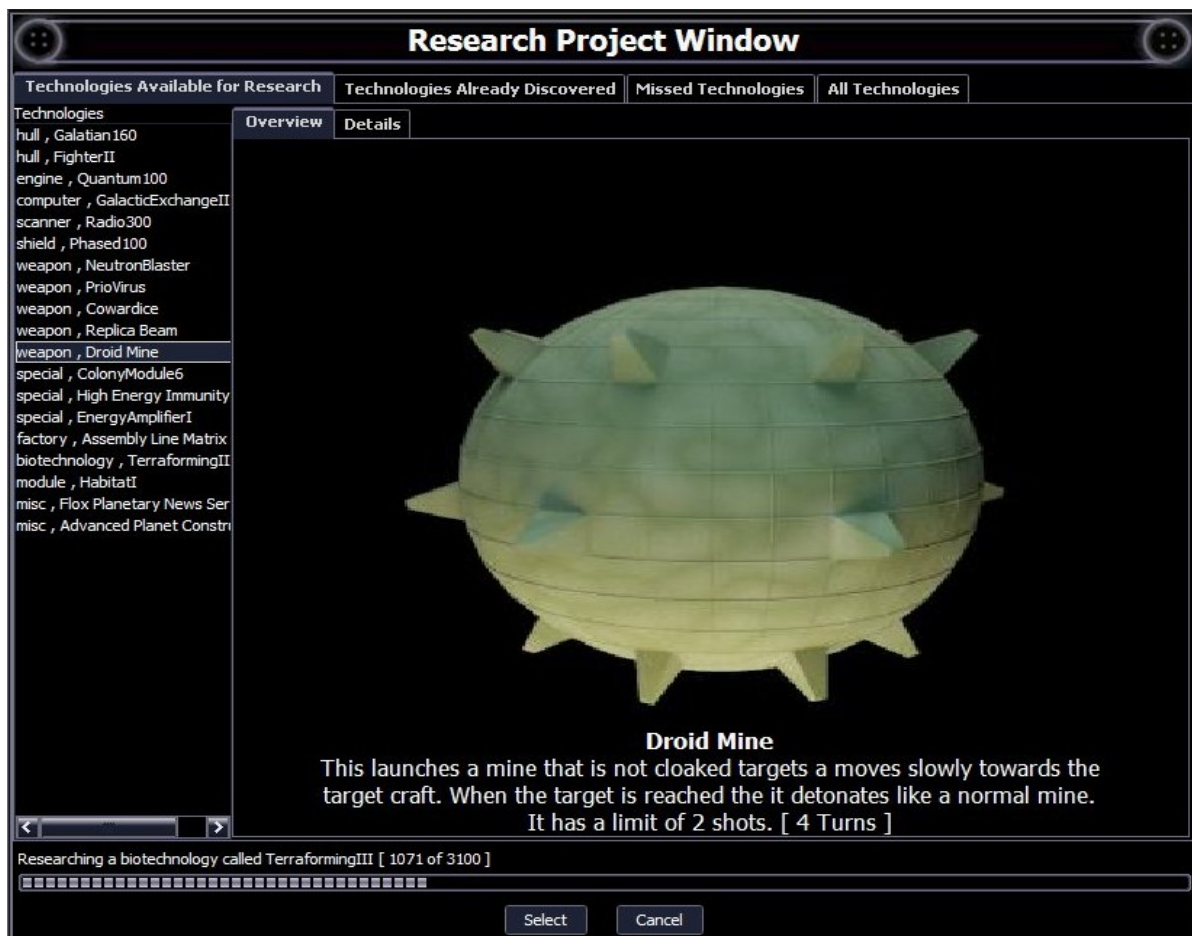 Research Project Window
Technologies Available for Research
Technologies Already Discovered
Missed Technologies
All Technologies
Technologies
hull , Galatian160
hull , FighterII
engine , Quantum100
computer , GalacticExchangeII
scanner , Radio300
shield , Phased100
weapon , NeutronBlaster
weapon , PrioVirus
weapon , Cowardice
weapon , Replica Beam
weapon , Droid Mine
special , ColonyModule6
special , High Energy Immunity
special , EnergyAmplifierI
factory , Assembly Line Matrix
biotechnology , TerraformingII
module , HabitatI
misc , Flox Planetary News Ser
misc , Advanced Planet Constru
Overview
Details
Droid Mine
This launches a mine that is not cloaked targets a moves slowly towards the
target craft. When the target is reached the it detonates like a normal mine.
It has a limit of 2 shots. [ 4 Turns ]
Researching a biotechnology called TerraformingIII [ 1071 of 3100 ]
Select
Cancel